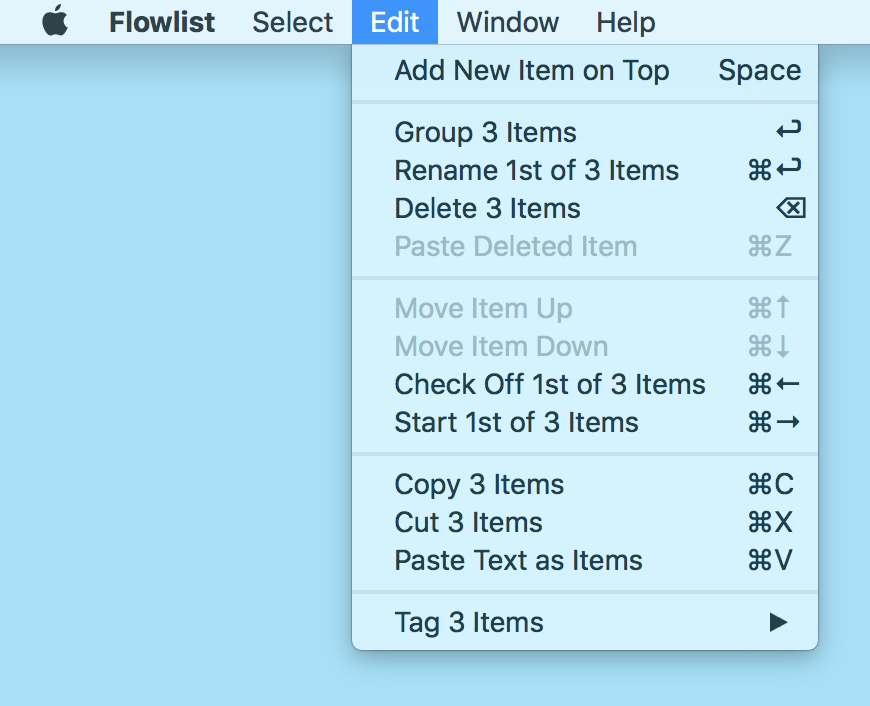 Flowlist Select Edit Window Help
Add New Item on Top Space
Group 3 Items ↩
Rename 1st of 3 Items ⌘↩
Delete 3 Items ⌫
Paste Deleted Item ⌘Z
Move Item Up ⌘↑
Move Item Down ⌘↓
Check Off 1st of 3 Items ⌘←
Start 1st of 3 Items ⌘→
Copy 3 Items ⌘C
Cut 3 Items ⌘X
Paste Text as Items ⌘V
Tag 3 Items ▶